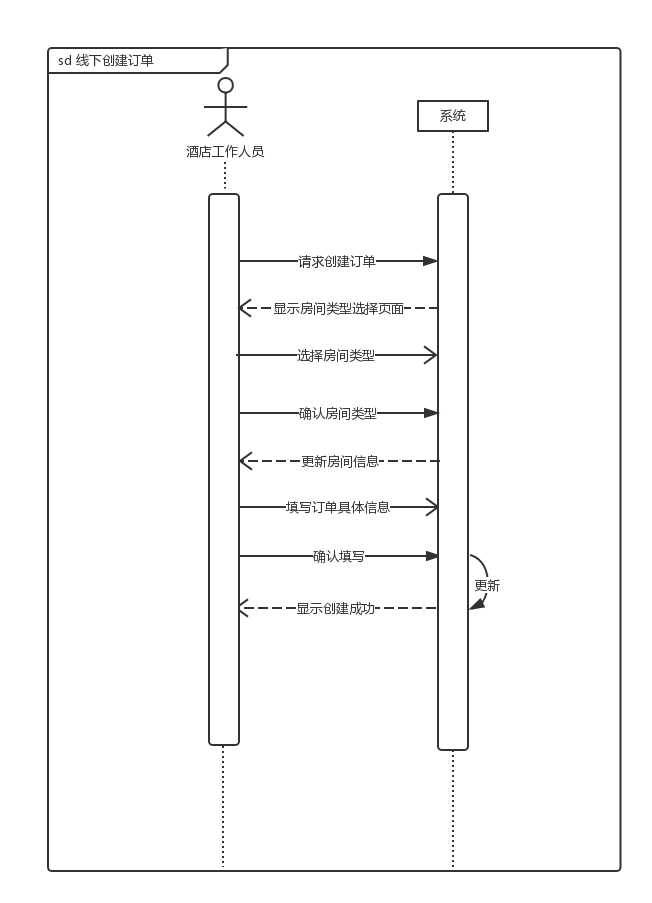 sd 线下创建订单
系统
酒店工作人员
请求创建订单
显示房间类型选择页面
选择房间类型
确认房间类型
更新房间信息
填写订单具体信息
确认填写
更新
显示创建成功